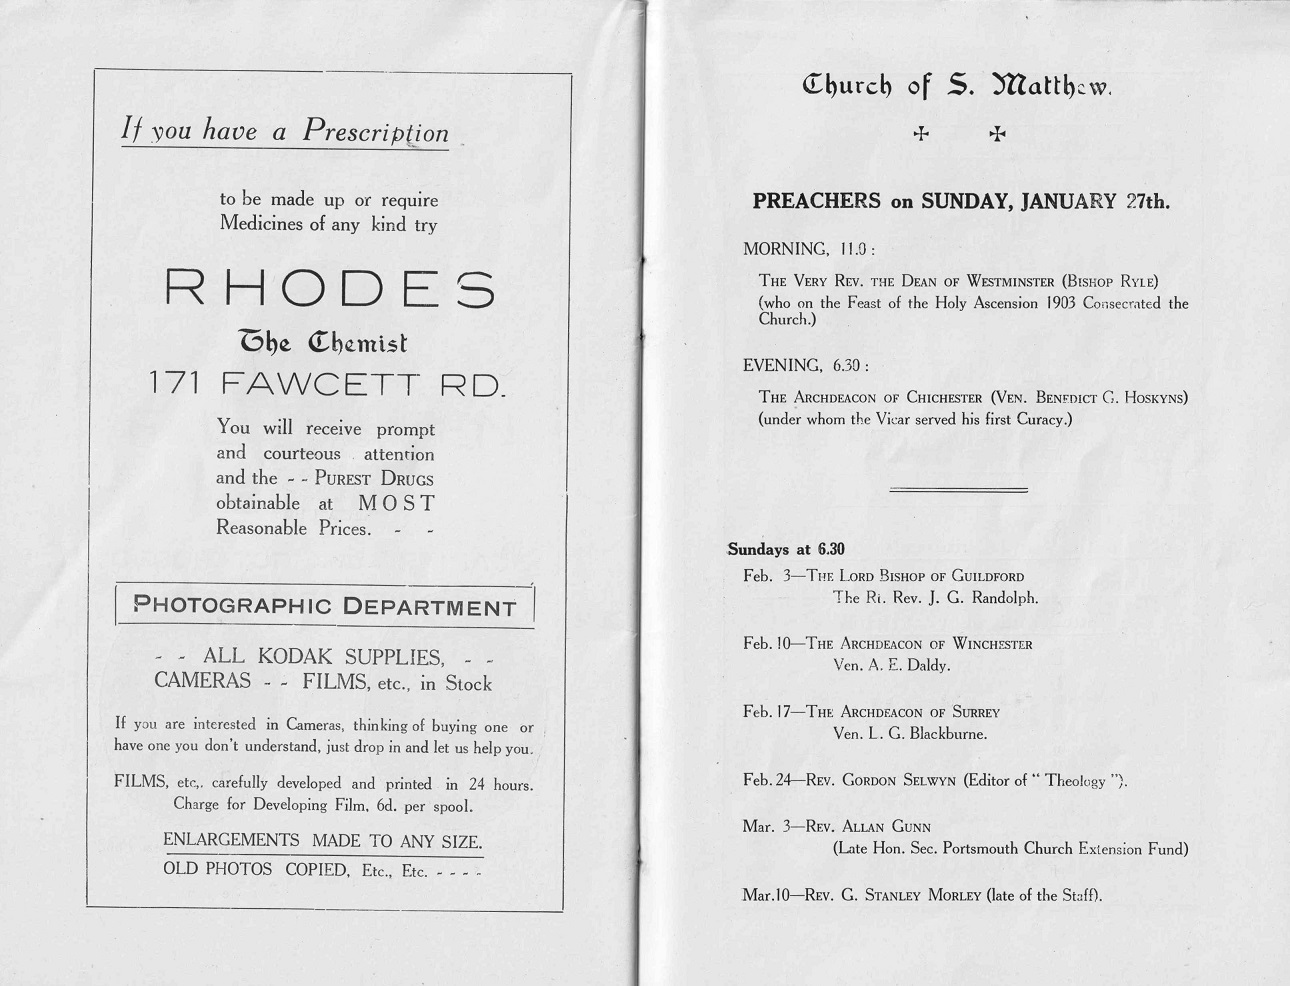 If you have a Prescription
to be made up or require
Medicines of any kind try
RHODES
The Chemist
171 FAWCETT RD.
You will receive prompt
and courteous attention
and the - - PUREST DRUGS
obtainable at MOST
Reasonable Prices. - -
PHOTOGRAPHIC DEPARTMENT
- - ALL KODAK SUPPLIES, - -
CAMERAS - - FILMS, etc., in Stock
If you are interested in Cameras, thinking of buying one or
have one you don't understand, just drop in and let us help you.
FILMS, etc,. carefully developed and printed in 24 hours.
Charge for Developing Film, 6d. per spool.
ENLARGEMENTS MADE TO ANY SIZE.
OLD PHOTOS COPIED, Etc., Etc. - - - -
Church of S. Matthew.
PREACHERS on SUNDAY, JANUARY 27th.
MORNING, 11.0 :
THE VERY REV. THE DEAN OF WESTMINSTER (BISHOP RYLE)
(who on the Feast of the Holy Ascension 1903 Consecrated the
Church.)
EVENING, 6.30 :
THE ARCHDEACON OF CHICHESTER (VEN. BENEDICT G. HOSKYNS)
(under whom the Vicar served his first Curacy.)
Sundays at 6.30
Feb. 3—THE LORD BISHOP OF GUILDFORD
The Rt. Rev. J. G. Randolph.
Feb. 10—THE ARCHDEACON OF WINCHESTER
Ven. A. E. Daldy.
Feb. 17—THE ARCHDEACON OF SURREY
Ven. L. G. Blackburne.
Feb. 24—REV. GORDON SELWYN (Editor of " Theology ").
Mar. 3—REV. ALLAN GUNN
(Late Hon. Sec. Portsmouth Church Extension Fund)
Mar. 10—REV. G. STANLEY MORLEY (late of the Staff).